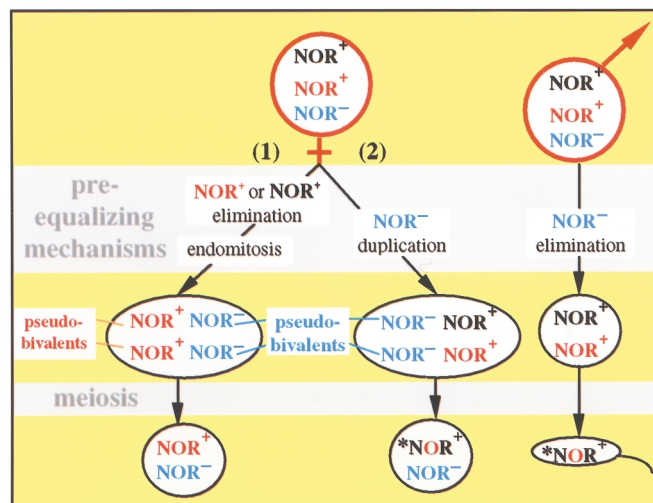 NOR+
NOR+
NOR−
NOR+
NOR+
NOR−
(1)
(2)
pre-
equalizing
mechanisms
NOR+ or NOR+
elimination
endomitosis
NOR−
duplication
NOR−
elimination
pseudo-
bivalents
NOR+ NOR−
NOR+ NOR−
pseudo-
bivalents
NOR− NOR+
NOR− NOR+
NOR+
NOR+
meiosis
NOR+
NOR−
*NOR+
NOR−
*NOR+